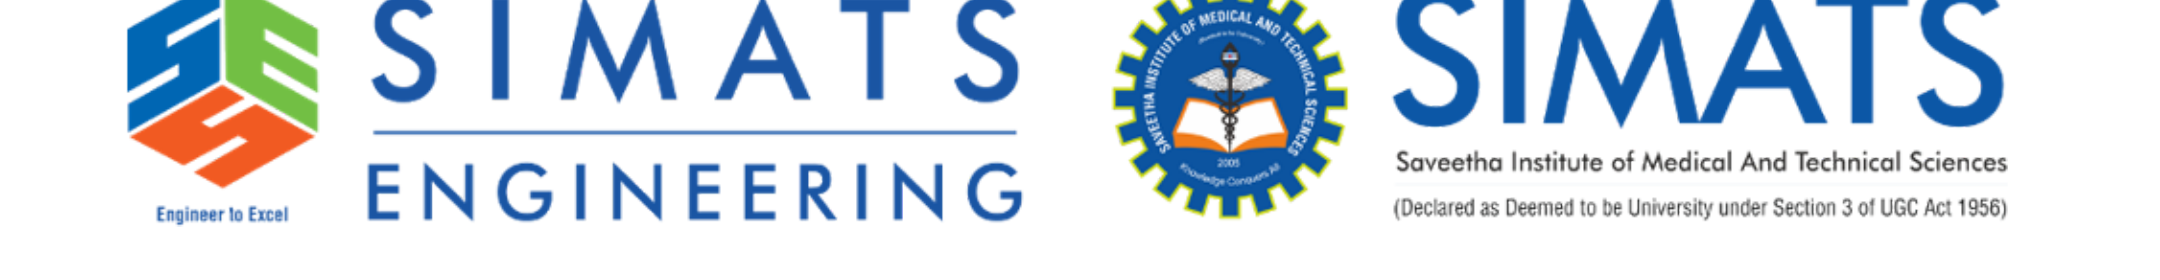 SIMATS
ENGINEERING
Engineer to Excel
SAVEETHA INSTITUTE OF MEDICAL AND TECHNICAL SCIENCES
2005
Knowledge Conquers All
SIMATS
Saveetha Institute of Medical And Technical Sciences
(Declared as Deemed to be University under Section 3 of UGC Act 1956)